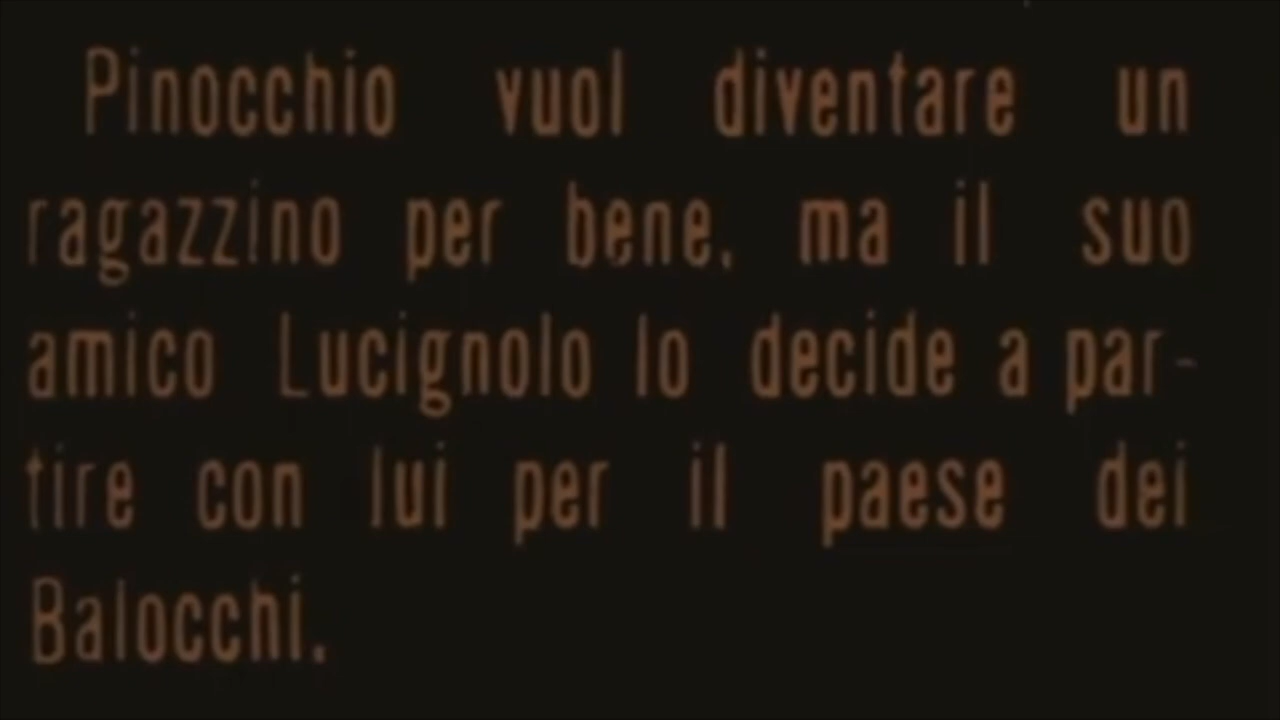 Pinocchio vuol diventare un
ragazzino per bene, ma il suo
amico Lucignolo lo decide a par-
tire con lui per il paese dei
Balocchi.